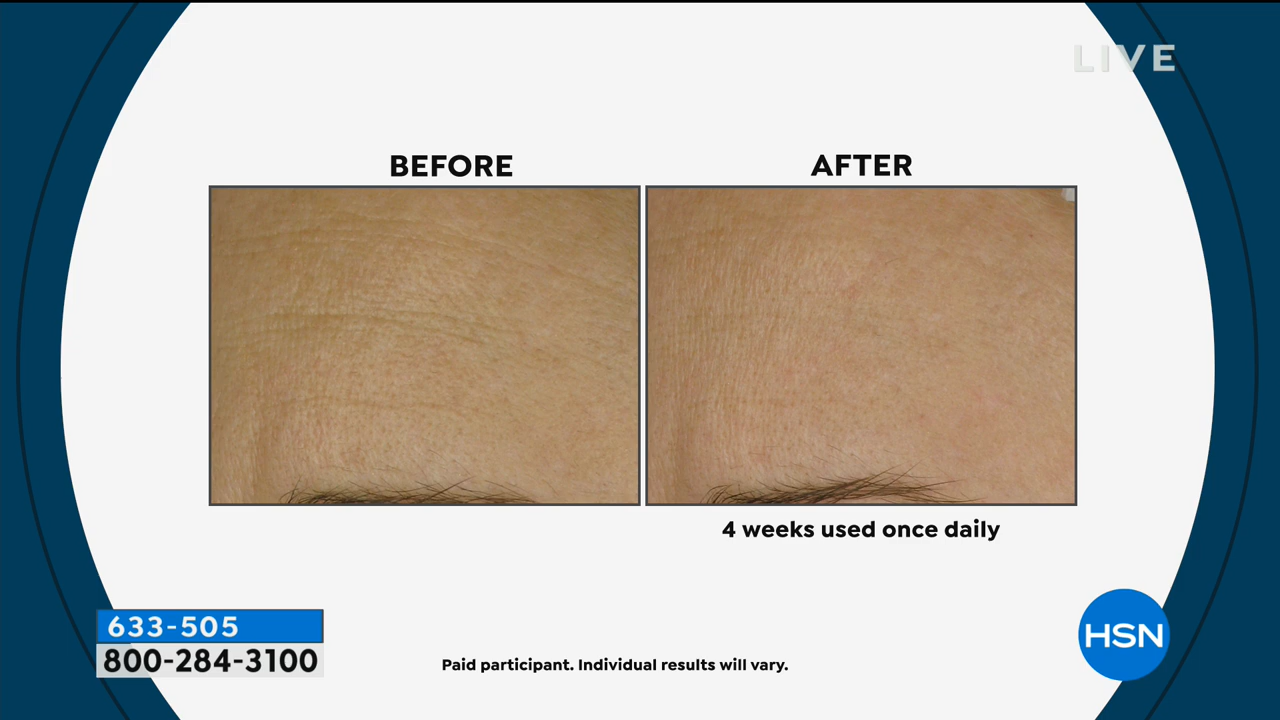 LIVE
BEFORE
AFTER
4 weeks used once daily
633-505
800-284-3100
Paid participant. Individual results will vary.
HSN